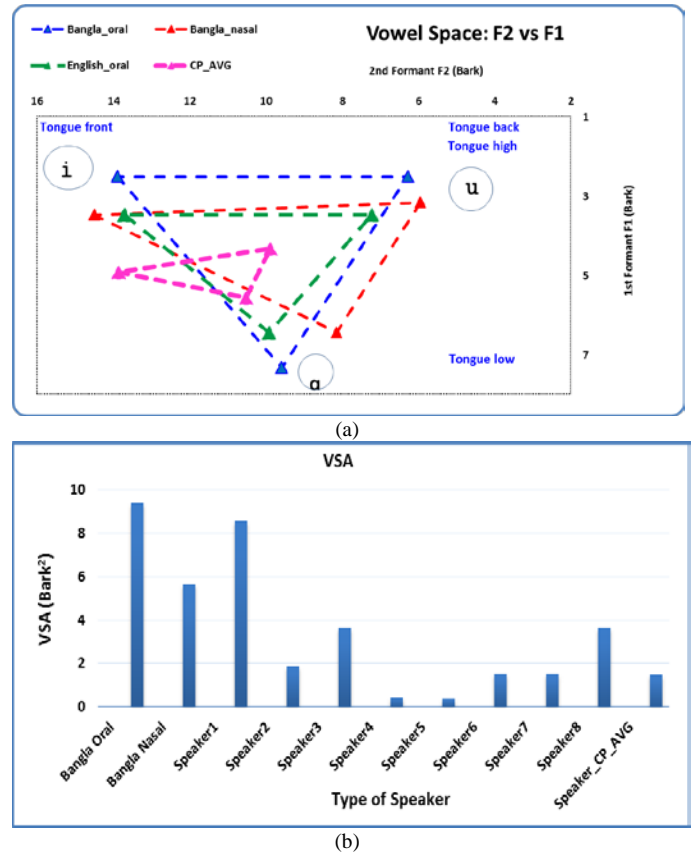 Bangla_oral Bangla_nasal
English_oral CP_AVG
Vowel Space: F2 vs F1
2nd Formant F2 (Bark)
16 14 12 10 8 6 4 2
1
3
5
7
1st Formant F1 (Bark)
Tongue front
Tongue back
Tongue high
i
u
Tongue low
ɑ
(a)
VSA
10
8
6
4
2
0
VSA (Bark²)
Bangla Oral
Bangla Nasal
Speaker1
Speaker2
Speaker3
Speaker4
Speaker5
Speaker6
Speaker7
Speaker8
Speaker_CP_AVG
Type of Speaker
(b)